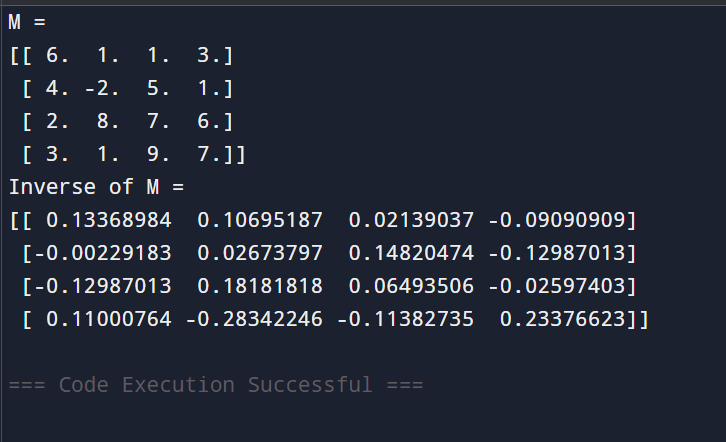 M =
[[ 6.  1.  1.  3.]
 [ 4. -2.  5.  1.]
 [ 2.  8.  7.  6.]
 [ 3.  1.  9.  7.]]
Inverse of M =
[[ 0.13368984  0.10695187  0.02139037 -0.09090909]
 [-0.00229183  0.02673797  0.14820474 -0.12987013]
 [-0.12987013  0.18181818  0.06493506 -0.02597403]
 [ 0.11000764 -0.28342246 -0.11382735  0.23376623]]
=== Code Execution Successful ===